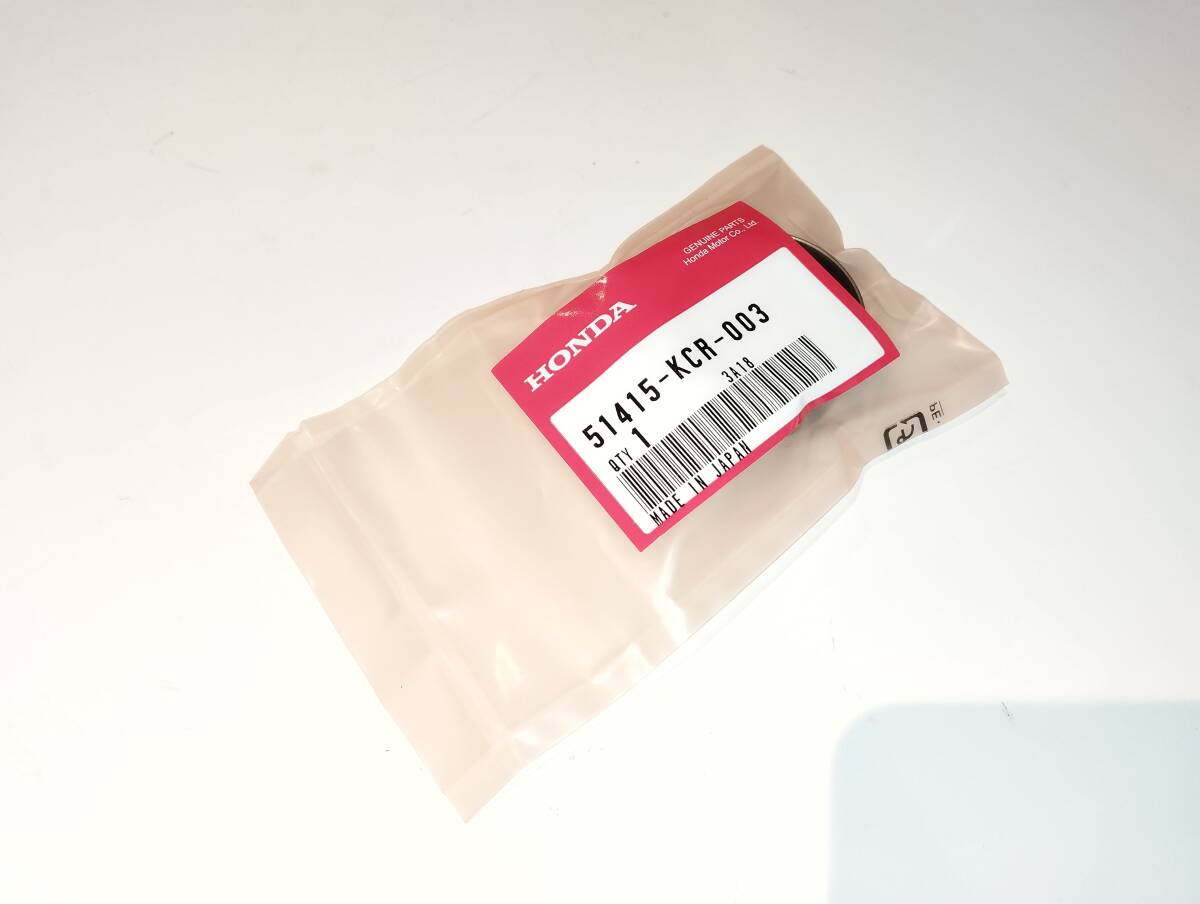 GENUINE PARTS
Honda Motor Co., Ltd.
HONDA
51415-KCR-003
3A18
QTY 1
MADE IN JAPAN